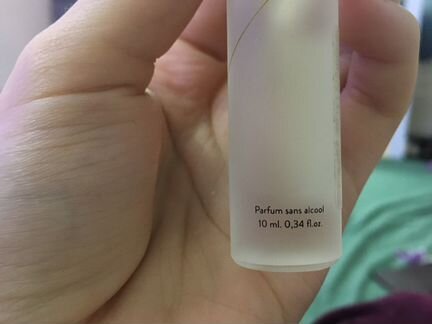 Parfum sans alcool
10 ml. 0,34 fl.oz.